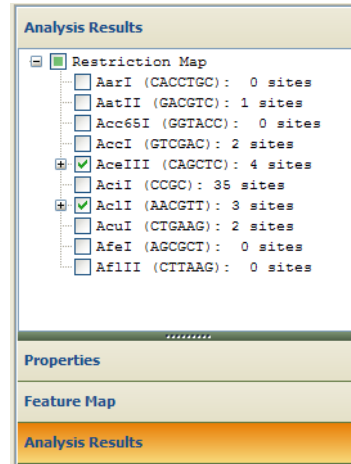 Analysis Results
Restriction Map
AarI (CACCTGC): 0 sites
AatII (GACGTC): 1 sites
Acc65I (GGTACC): 0 sites
AccI (GTCGAC): 2 sites
AceIII (CAGCTC): 4 sites
AciI (CCGC): 35 sites
AclI (AACGTT): 3 sites
AcuI (CTGAAG): 2 sites
AfeI (AGCGCT): 0 sites
AflII (CTTAAG): 0 sites
Properties
Feature Map
Analysis Results